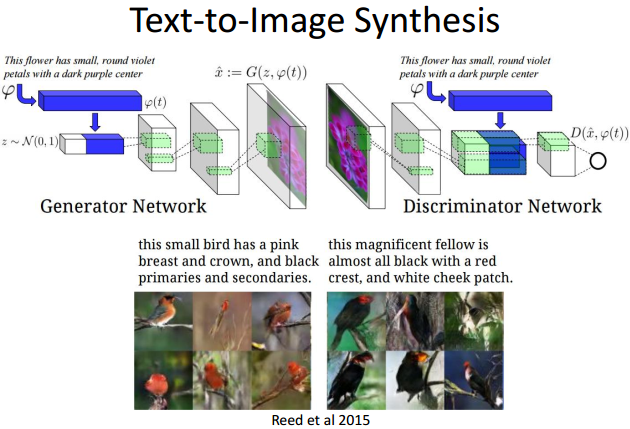 Text-to-Image Synthesis
This flower has small, round violet
petals with a dark purple center
φ
φ(t)
z ~ 𝒩(0, 1)
x̂ := G(z, φ(t))
Generator Network
This flower has small, round violet
petals with a dark purple center
φ
D(x̂, φ(t))
Discriminator Network
this small bird has a pink
breast and crown, and black
primaries and secondaries.
this magnificent fellow is
almost all black with a red
crest, and white cheek patch.
Reed et al 2015